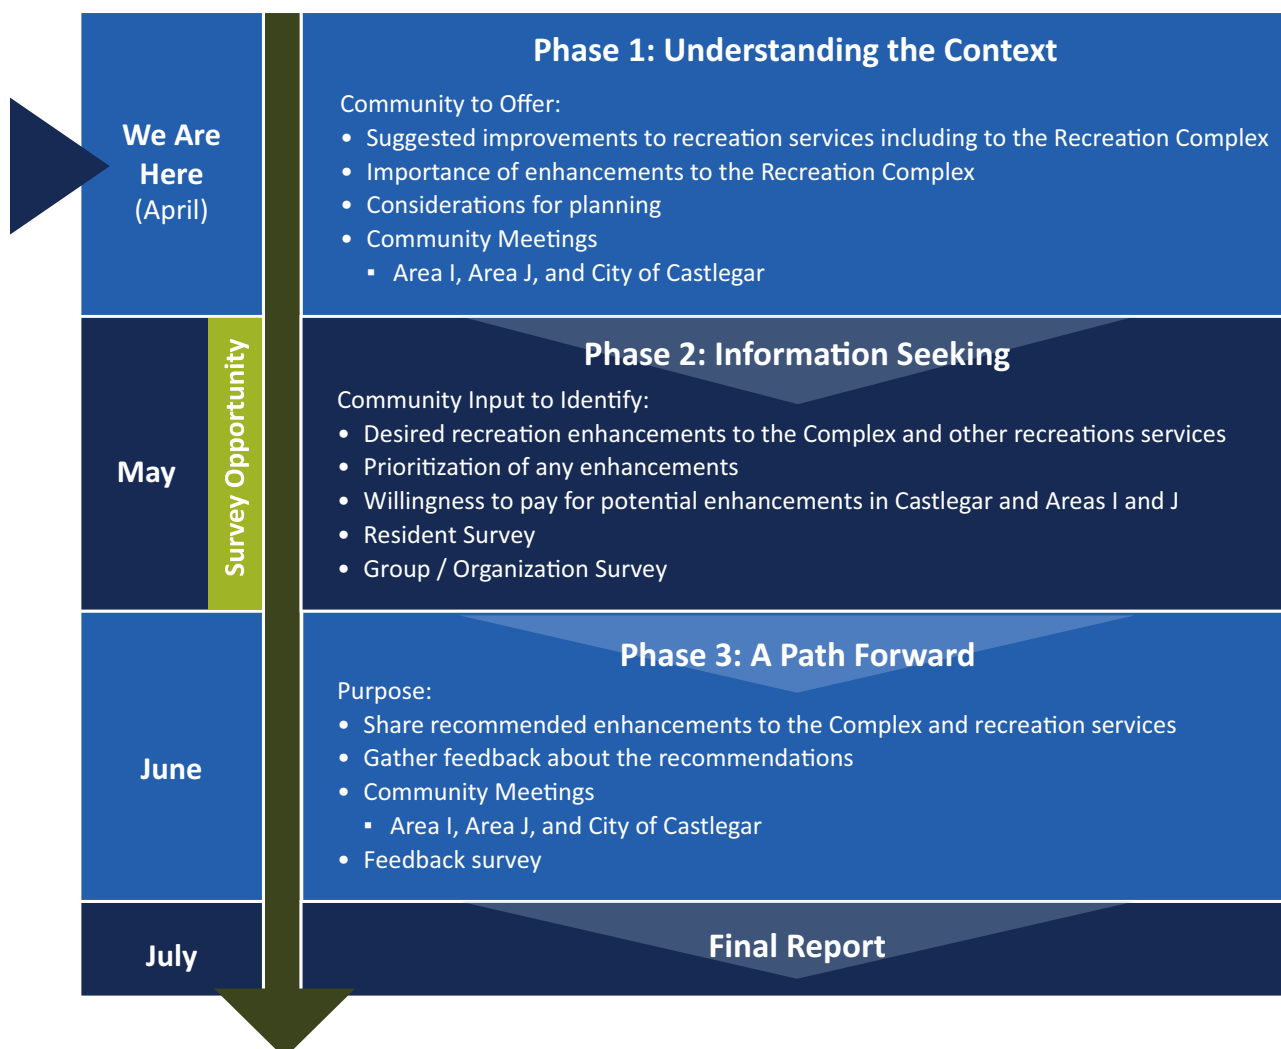 We Are
Here
(April)
Phase 1: Understanding the Context
Community to Offer:
• Suggested improvements to recreation services including to the Recreation Complex
• Importance of enhancements to the Recreation Complex
• Considerations for planning
• Community Meetings
▪ Area I, Area J, and City of Castlegar
May
Survey Opportunity
Phase 2: Information Seeking
Community Input to Identify:
• Desired recreation enhancements to the Complex and other recreations services
• Prioritization of any enhancements
• Willingness to pay for potential enhancements in Castlegar and Areas I and J
• Resident Survey
• Group / Organization Survey
June
Phase 3: A Path Forward
Purpose:
• Share recommended enhancements to the Complex and recreation services
• Gather feedback about the recommendations
• Community Meetings
▪ Area I, Area J, and City of Castlegar
• Feedback survey
July
Final Report